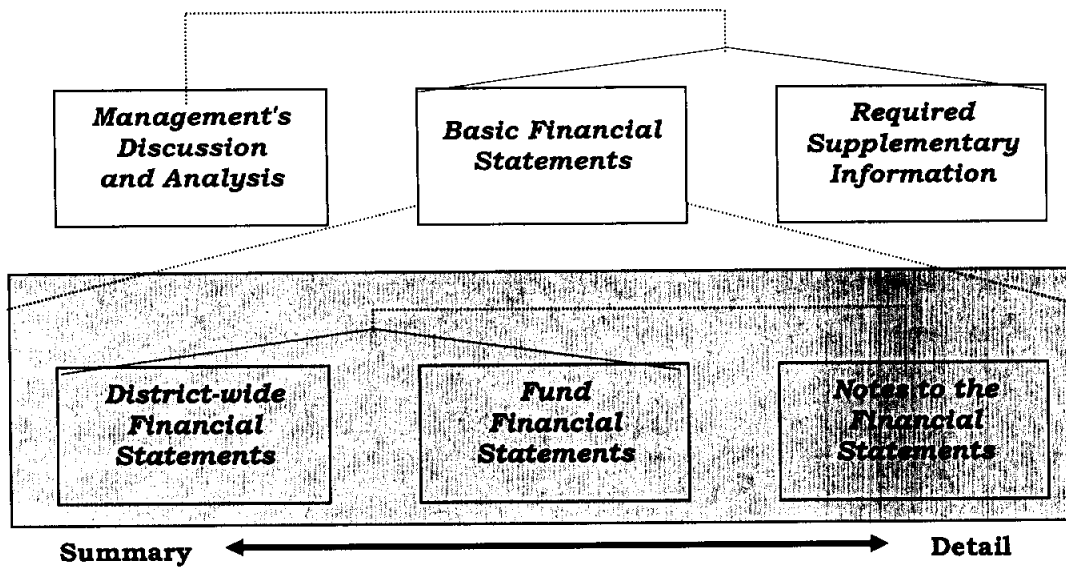 Management's
Discussion
and Analysis
Basic Financial
Statements
Required
Supplementary
Information
District-wide
Financial
Statements
Fund
Financial
Statements
Notes to the
Financial
Statements
Summary
Detail